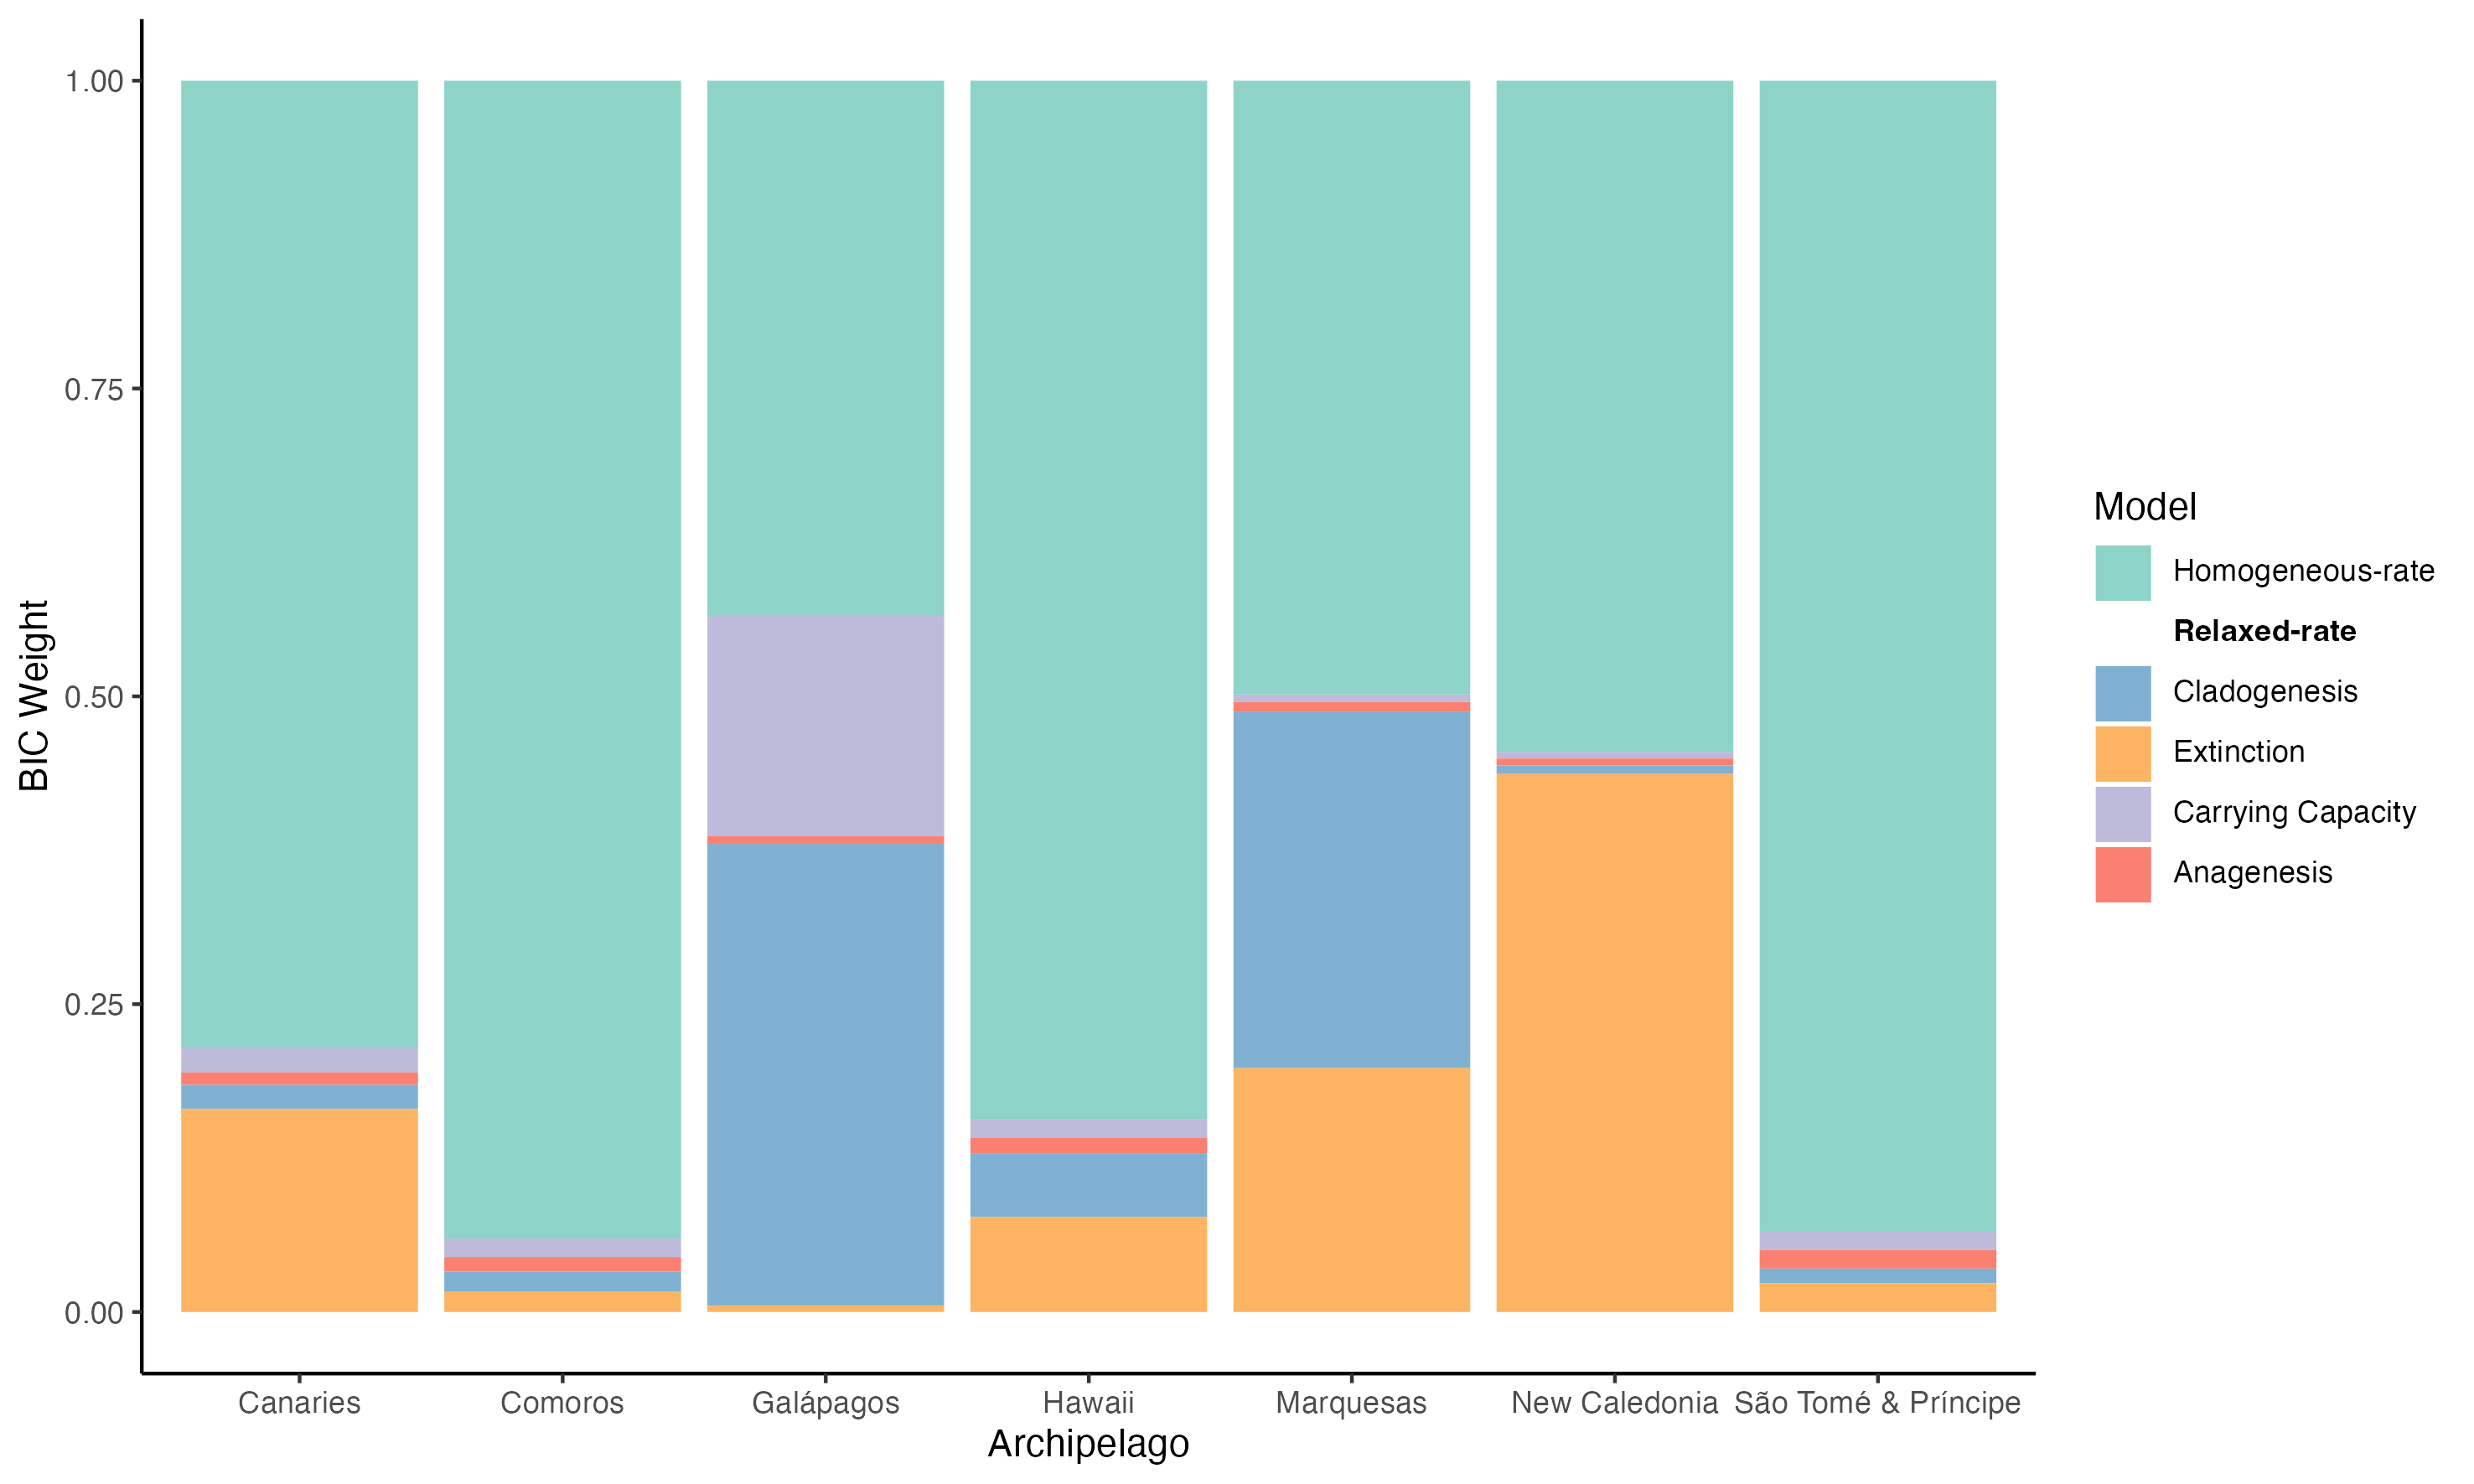 1.00
0.75
0.50
0.25
0.00
BIC Weight
Canaries Comoros Galápagos Hawaii Marquesas New Caledonia São Tomé & Príncipe
Archipelago
Model
Homogeneous-rate
Relaxed-rate
Cladogenesis
Extinction
Carrying Capacity
Anagenesis